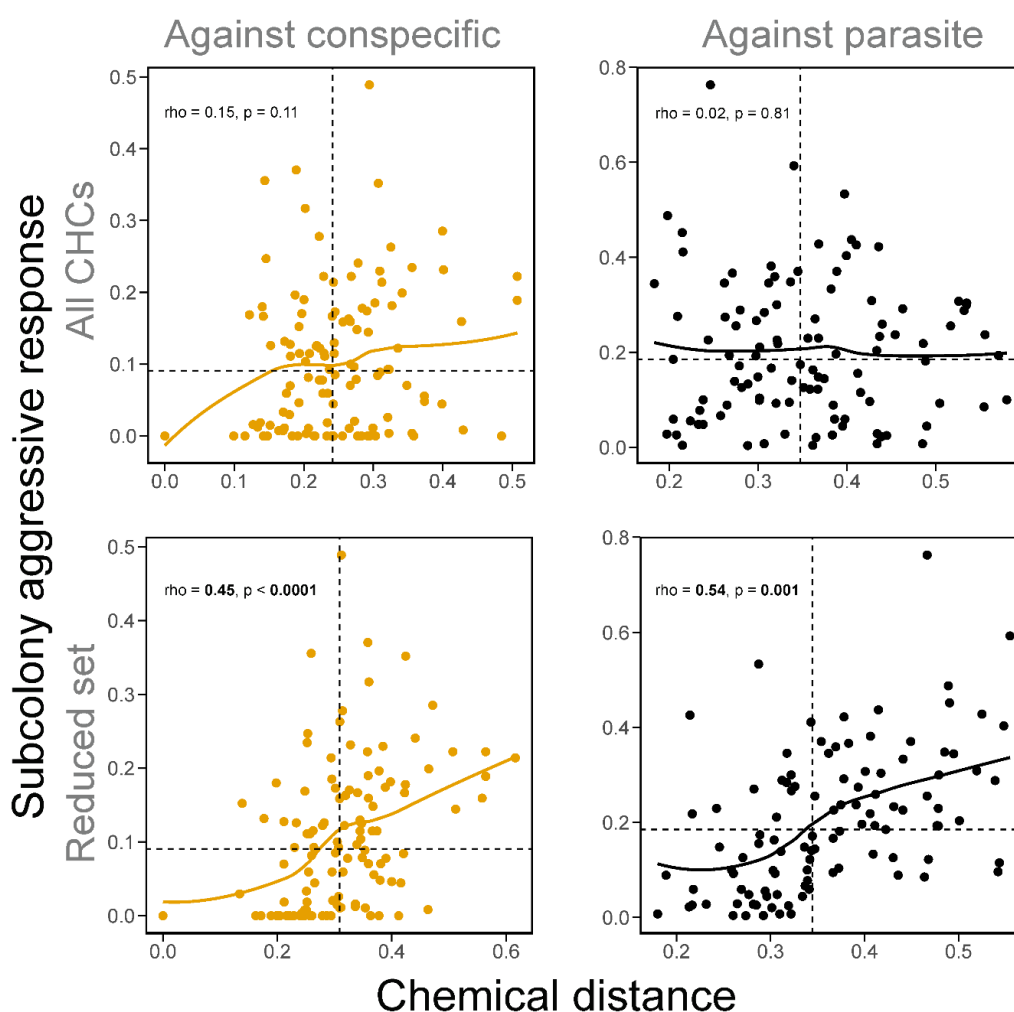 Against conspecific
Against parasite
Subcolony aggressive response
All CHCs
Reduced set
0.5
0.4
0.3
0.2
0.1
0.0
rho = 0.15, p = 0.11
0.0 0.1 0.2 0.3 0.4 0.5
0.8
0.6
0.4
0.2
0.0
rho = 0.02, p = 0.81
0.2 0.3 0.4 0.5
0.5
0.4
0.3
0.2
0.1
0.0
rho = 0.45, p < 0.0001
0.0 0.2 0.4 0.6
0.8
0.6
0.4
0.2
0.0
rho = 0.54, p = 0.001
0.2 0.3 0.4 0.5
Chemical distance